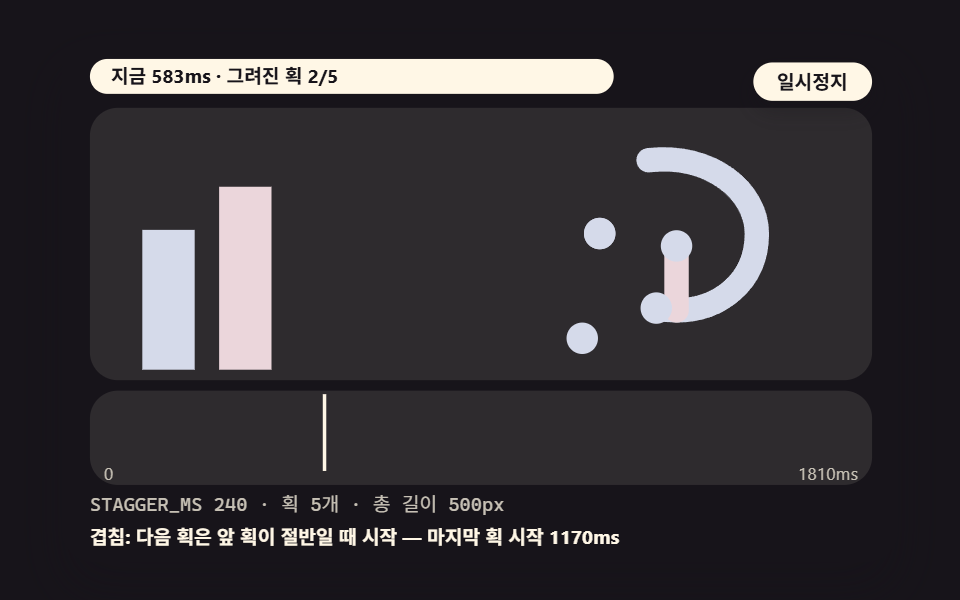 지금 583ms · 그려진 획 2/5
일시정지
0
1810ms
STAGGER_MS 240 · 획 5개 · 총 길이 500px
겹침: 다음 획은 앞 획이 절반일 때 시작 — 마지막 획 시작 1170ms